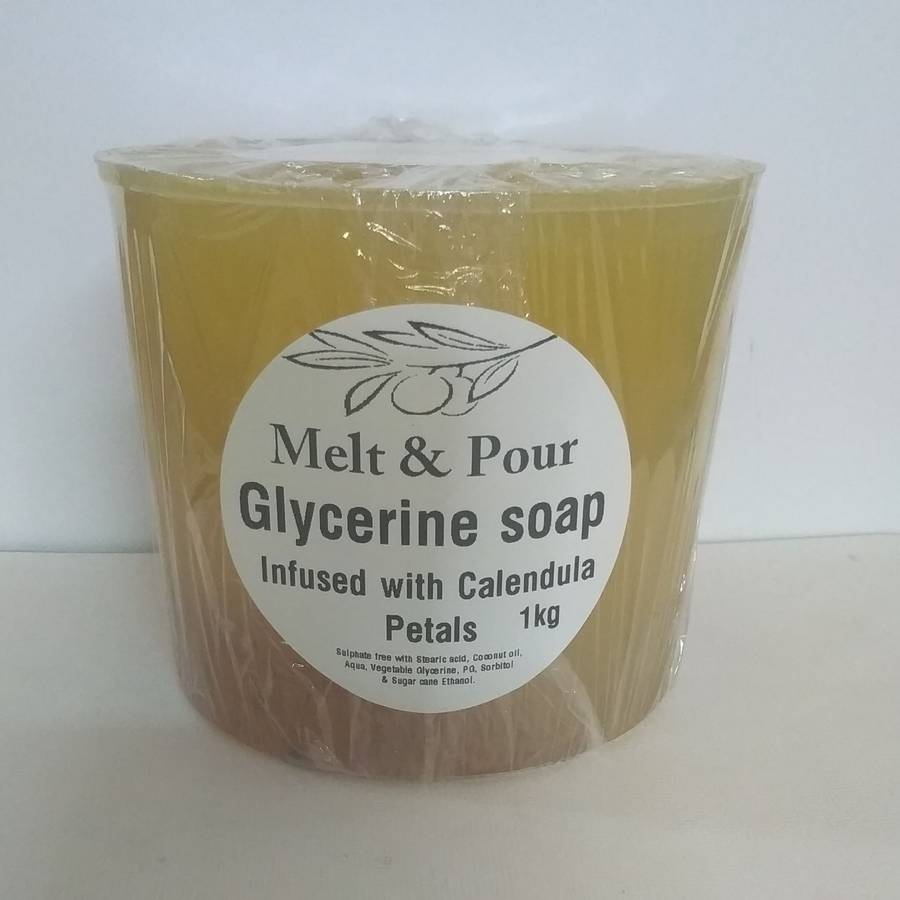 Melt & Pour
Glycerine soap
Infused with Calendula
Petals 1kg
Sulphate free with Stearic acid, Coconut oil,
Aqua, Vegetable Glycerine, PG, Sorbitol
& Sugar cane Ethanol.